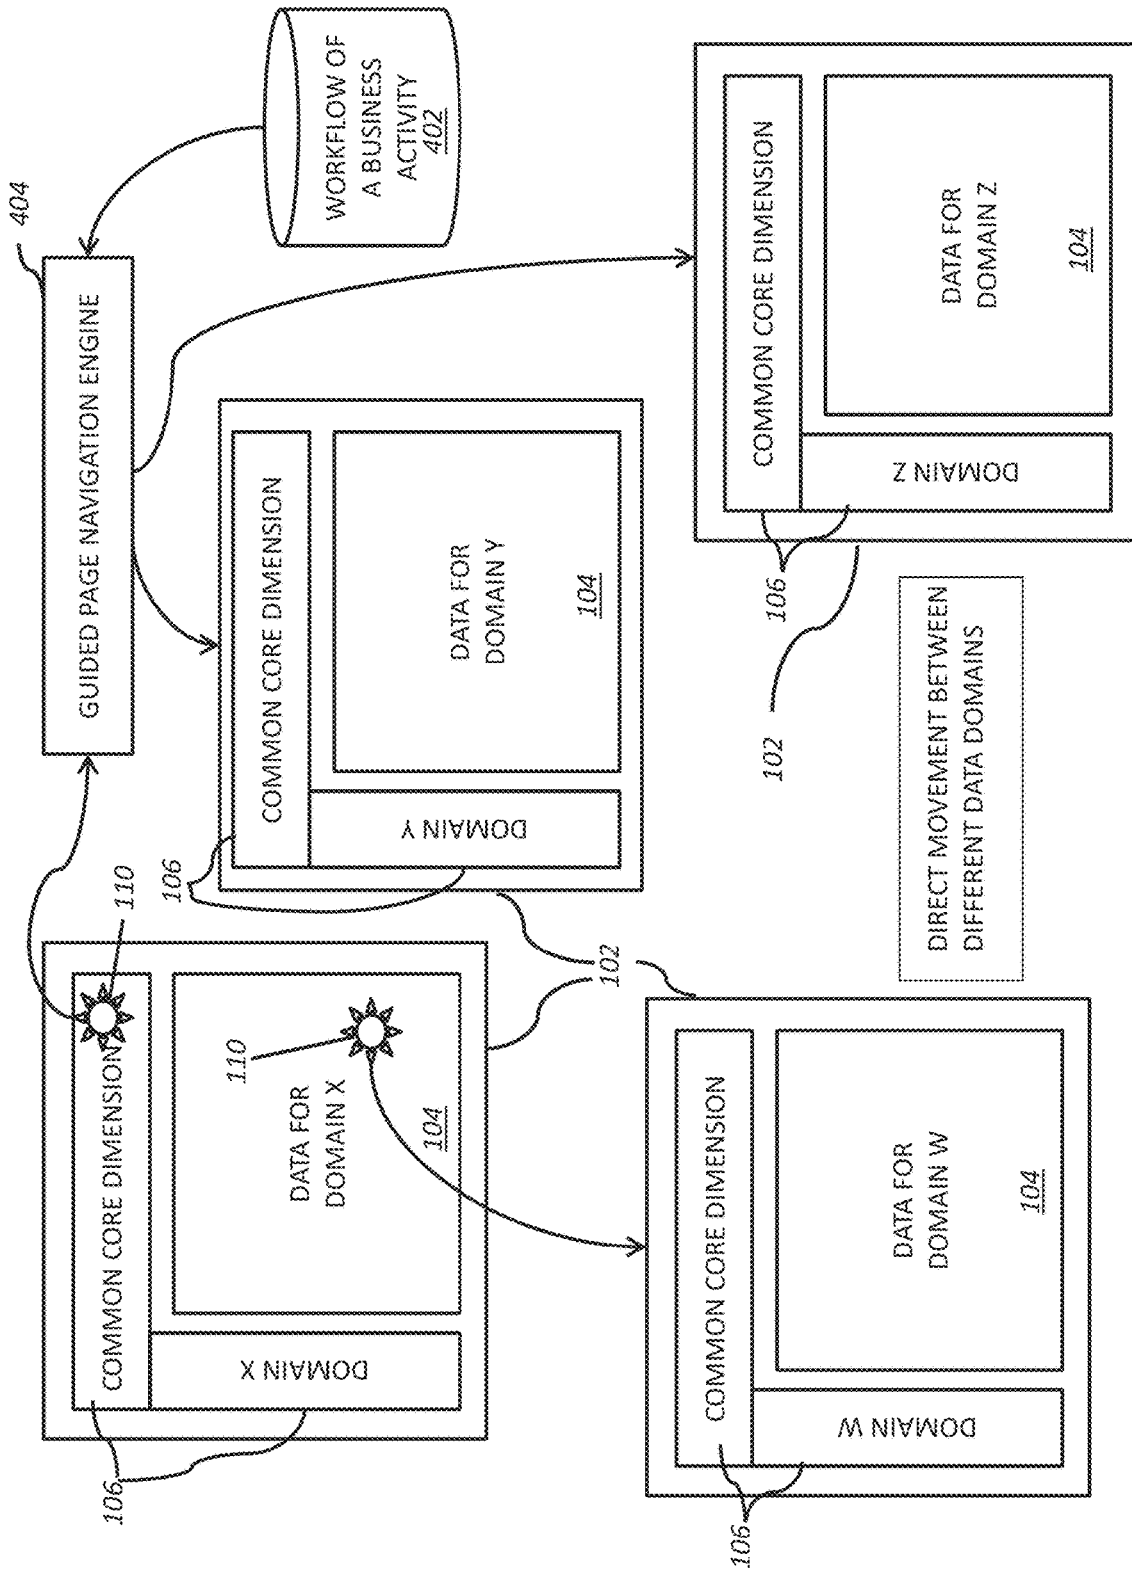 404
GUIDED PAGE NAVIGATION ENGINE
WORKFLOW OF
A BUSINESS
ACTIVITY
402
110
COMMON CORE DIMENSION
110
DATA FOR
DOMAIN X
104
DOMAIN X
106
106
COMMON CORE DIMENSION
DATA FOR
DOMAIN Y
104
DOMAIN Y
102
COMMON CORE DIMENSION
DATA FOR
DOMAIN W
104
DOMAIN W
106
COMMON CORE DIMENSION
DATA FOR
DOMAIN Z
104
DOMAIN Z
106
102
DIRECT MOVEMENT BETWEEN
DIFFERENT DATA DOMAINS